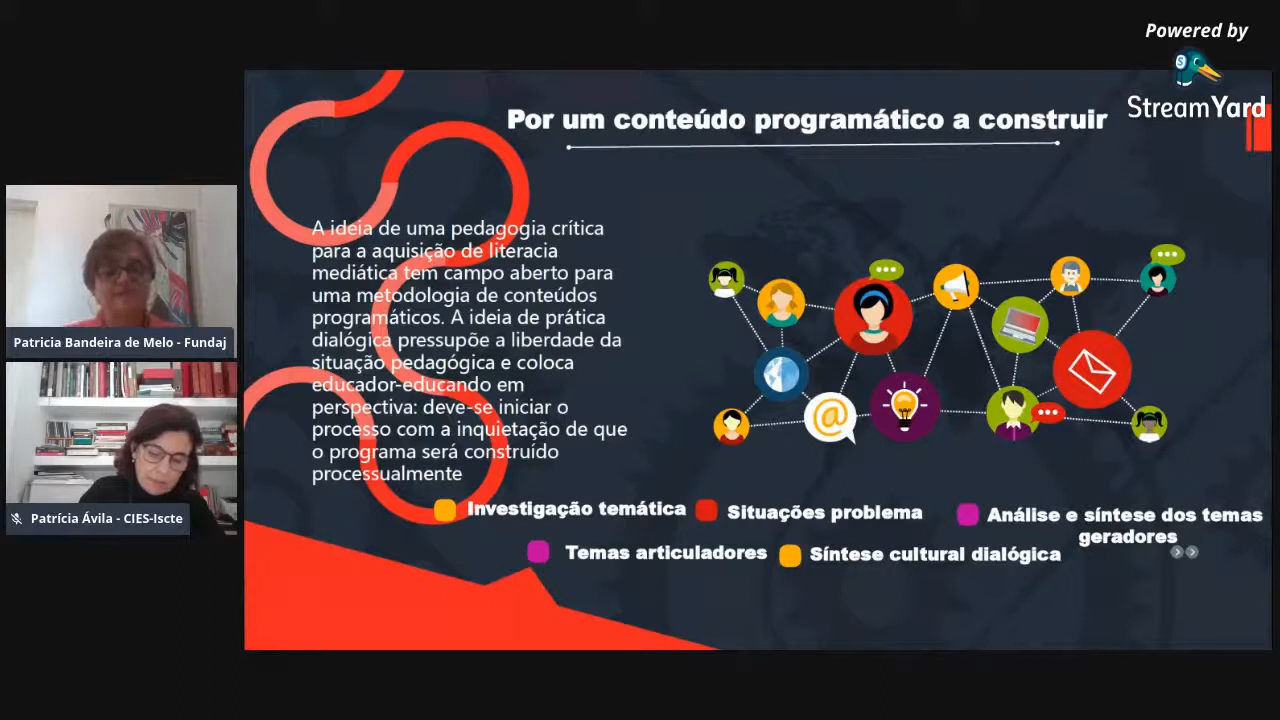 Powered by
StreamYard
Por um conteúdo programático a construir
A ideia de uma pedagogia crítica
para a aquisição de literacia
mediática tem campo aberto para
uma metodologia de conteúdos
programáticos. A ideia de prática
dialógica pressupõe a liberdade da
situação pedagógica e coloca
educador-educando em
perspectiva: deve-se iniciar o
processo com a inquietação de que
o programa será construído
processualmente
@
Investigação temática
Situações problema
Análise e síntese dos temas
geradores
Temas articuladores
Síntese cultural dialógica
Patricia Bandeira de Melo - Fundaj
Patrícia Ávila - CIES-Iscte